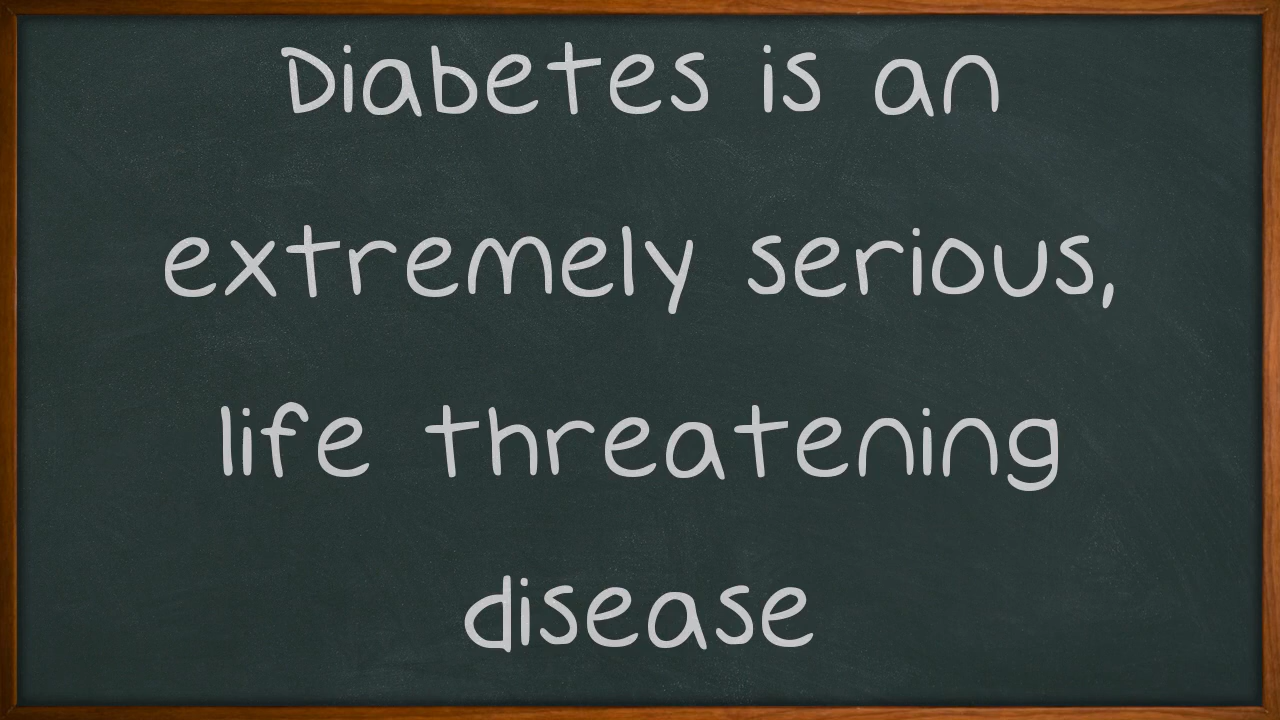 Diabetes is an
extremely serious,
life threatening
disease